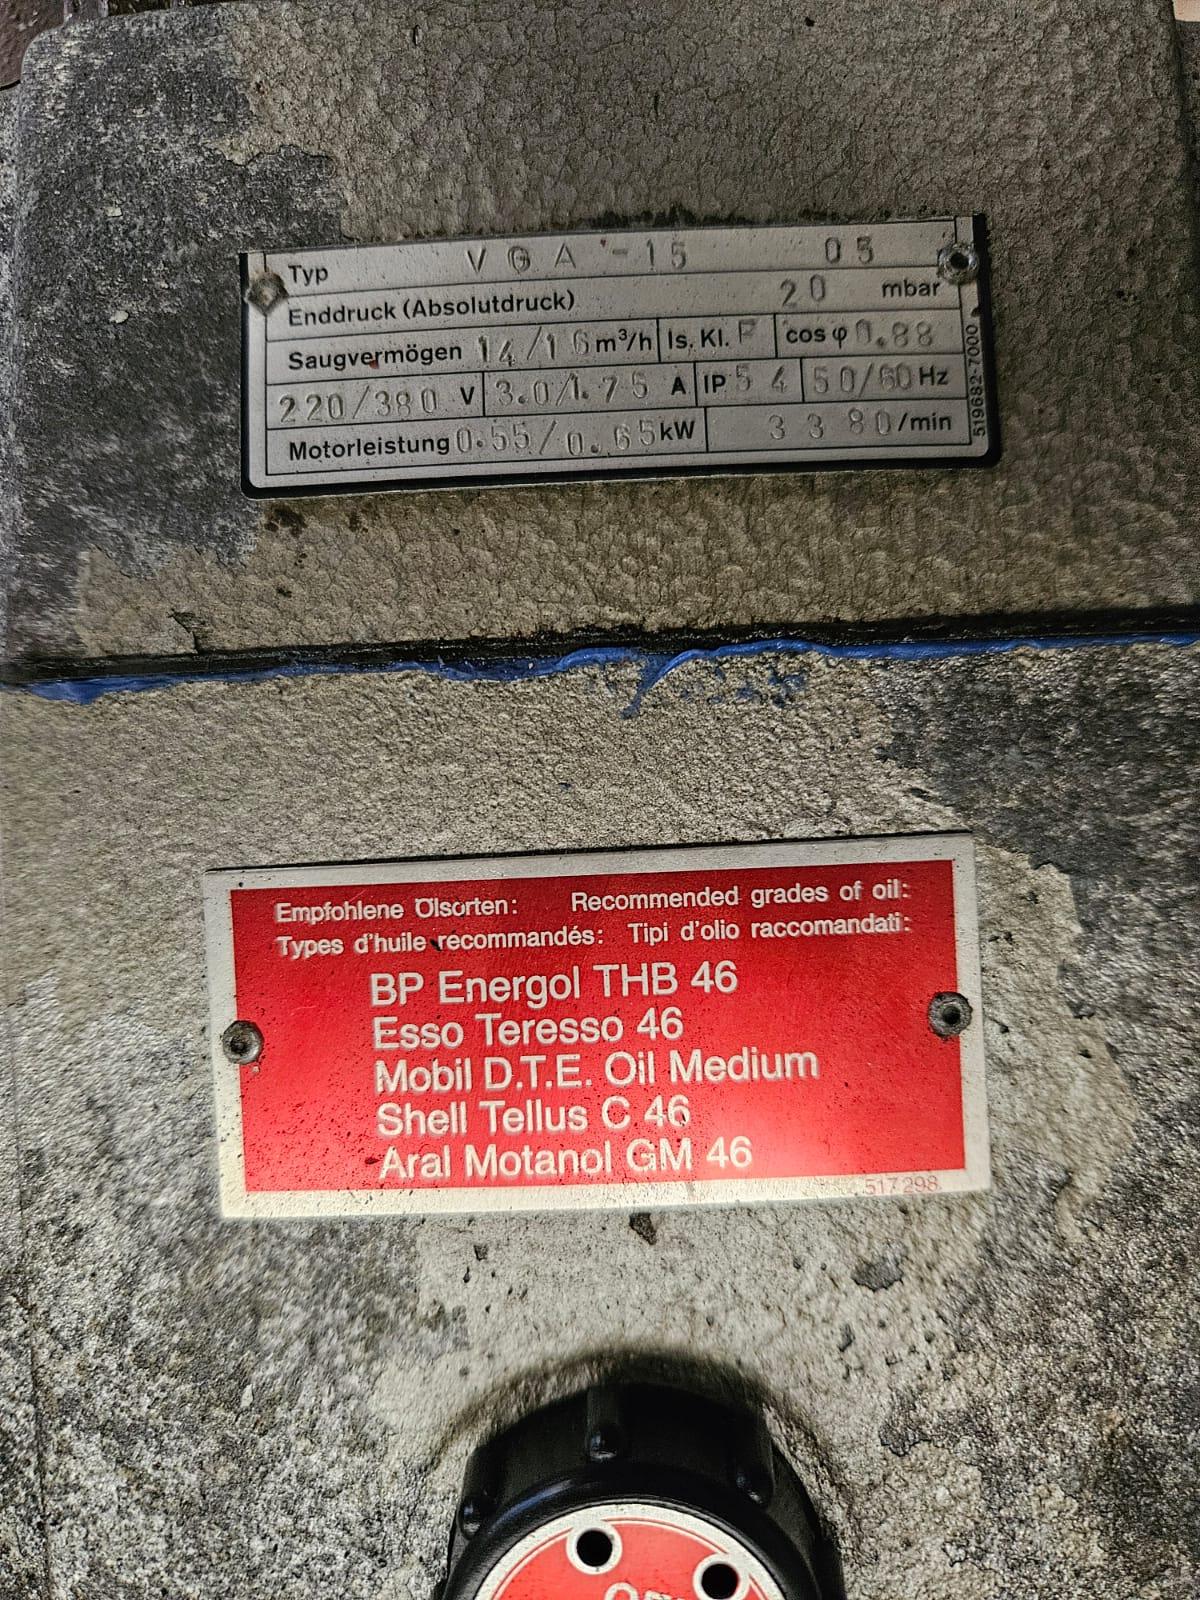 Typ VGA-15 05
Enddruck (Absolutdruck) 20 mbar
Saugvermögen 14/16 m³/h Is. Kl. F cos φ 0.88
220/380 V 3.0/1.75 A IP 54 50/60 Hz
Motorleistung 0.55/0.65 kW 3380/min
519682-7000
Empfohlene Ölsorten: Recommended grades of oil:
Types d'huile recommandés: Tipi d'olio raccomandati:
BP Energol THB 46
Esso Teresso 46
Mobil D.T.E. Oil Medium
Shell Tellus C 46
Aral Motanol GM 46
517 298